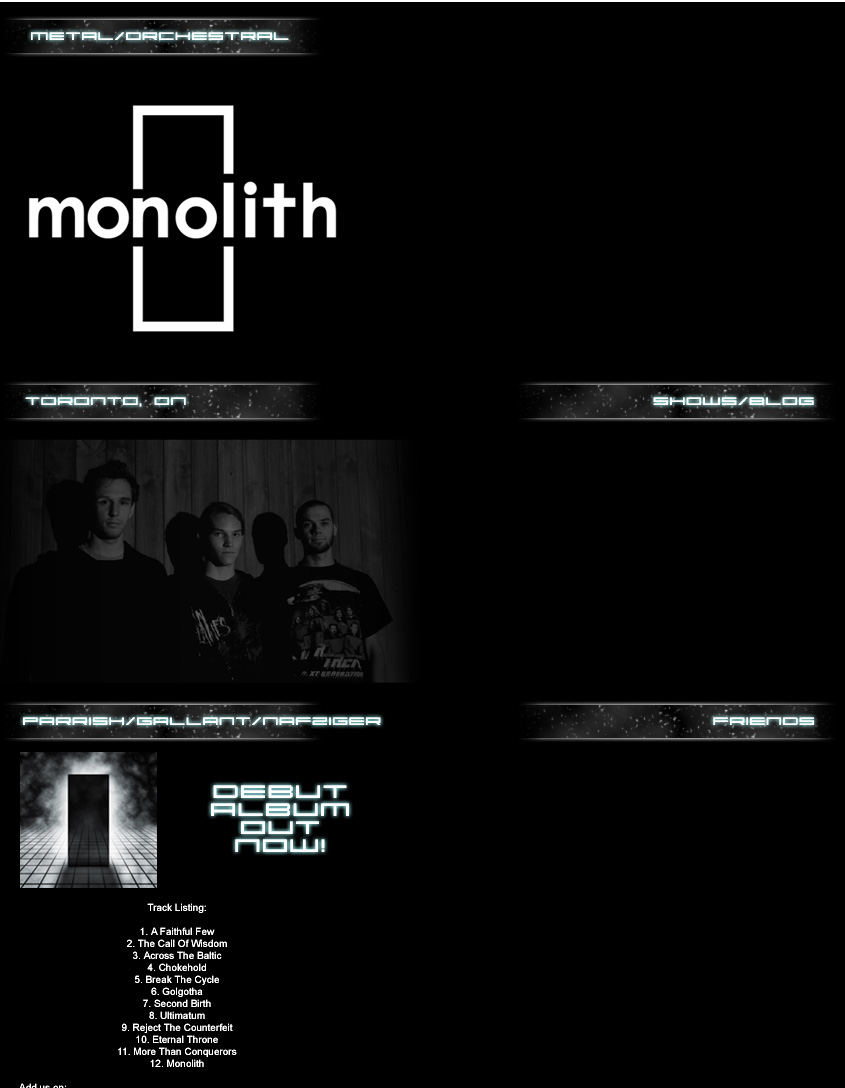 METAL/ORCHESTRAL
monolith
TORONTO, ON
SHOWS/BLOG
PARRISH/GALLANT/NAFZIGER
FRIENDS
DEBUT
ALBUM
OUT
NOW!
Track Listing:
1. A Faithful Few
2. The Call Of Wisdom
3. Across The Baltic
4. Chokehold
5. Break The Cycle
6. Golgotha
7. Second Birth
8. Ultimatum
9. Reject The Counterfeit
10. Eternal Throne
11. More Than Conquerors
12. Monolith
Add us on: